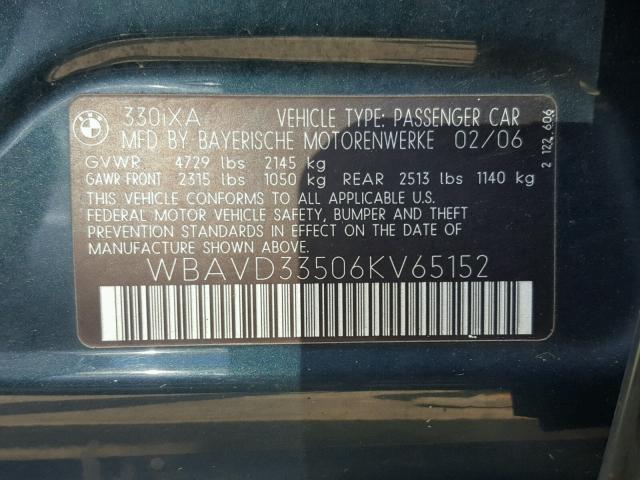 330iXA VEHICLE TYPE: PASSENGER CAR
MFD BY BAYERISCHE MOTORENWERKE 02/06
GVWR 4729 lbs 2145 kg
GAWR FRONT 2315 lbs 1050 kg REAR 2513 lbs 1140 kg
THIS VEHICLE CONFORMS TO ALL APPLICABLE U.S.
FEDERAL MOTOR VEHICLE SAFETY, BUMPER AND THEFT
PREVENTION STANDARDS IN EFFECT ON THE DATE OF
MANUFACTURE SHOWN ABOVE.
WBAVD33506KV65152
2 122 606